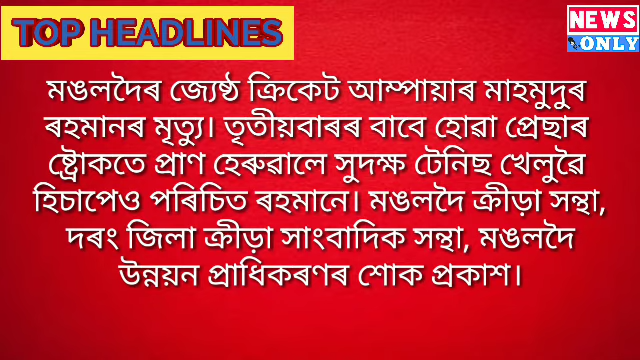 TOP HEADLINES
NEWS
ONLY
মঙলদৈৰ জ্যেষ্ঠ ক্ৰিকেট আম্পায়াৰ মাহমুদুৰ
ৰহমানৰ মৃত্যু। তৃতীয়বাৰৰ বাবে হোৱা প্ৰেছাৰ
ষ্ট্ৰোকতে প্ৰাণ হেৰুৱালে সুদক্ষ টেনিছ খেলুৱৈ
হিচাপেও পৰিচিত ৰহমানে। মঙলদৈ ক্ৰীড়া সন্থা,
দৰং জিলা ক্ৰীড়া সাংবাদিক সন্থা, মঙলদৈ
উন্নয়ন প্ৰাধিকৰণৰ শোক প্ৰকাশ।